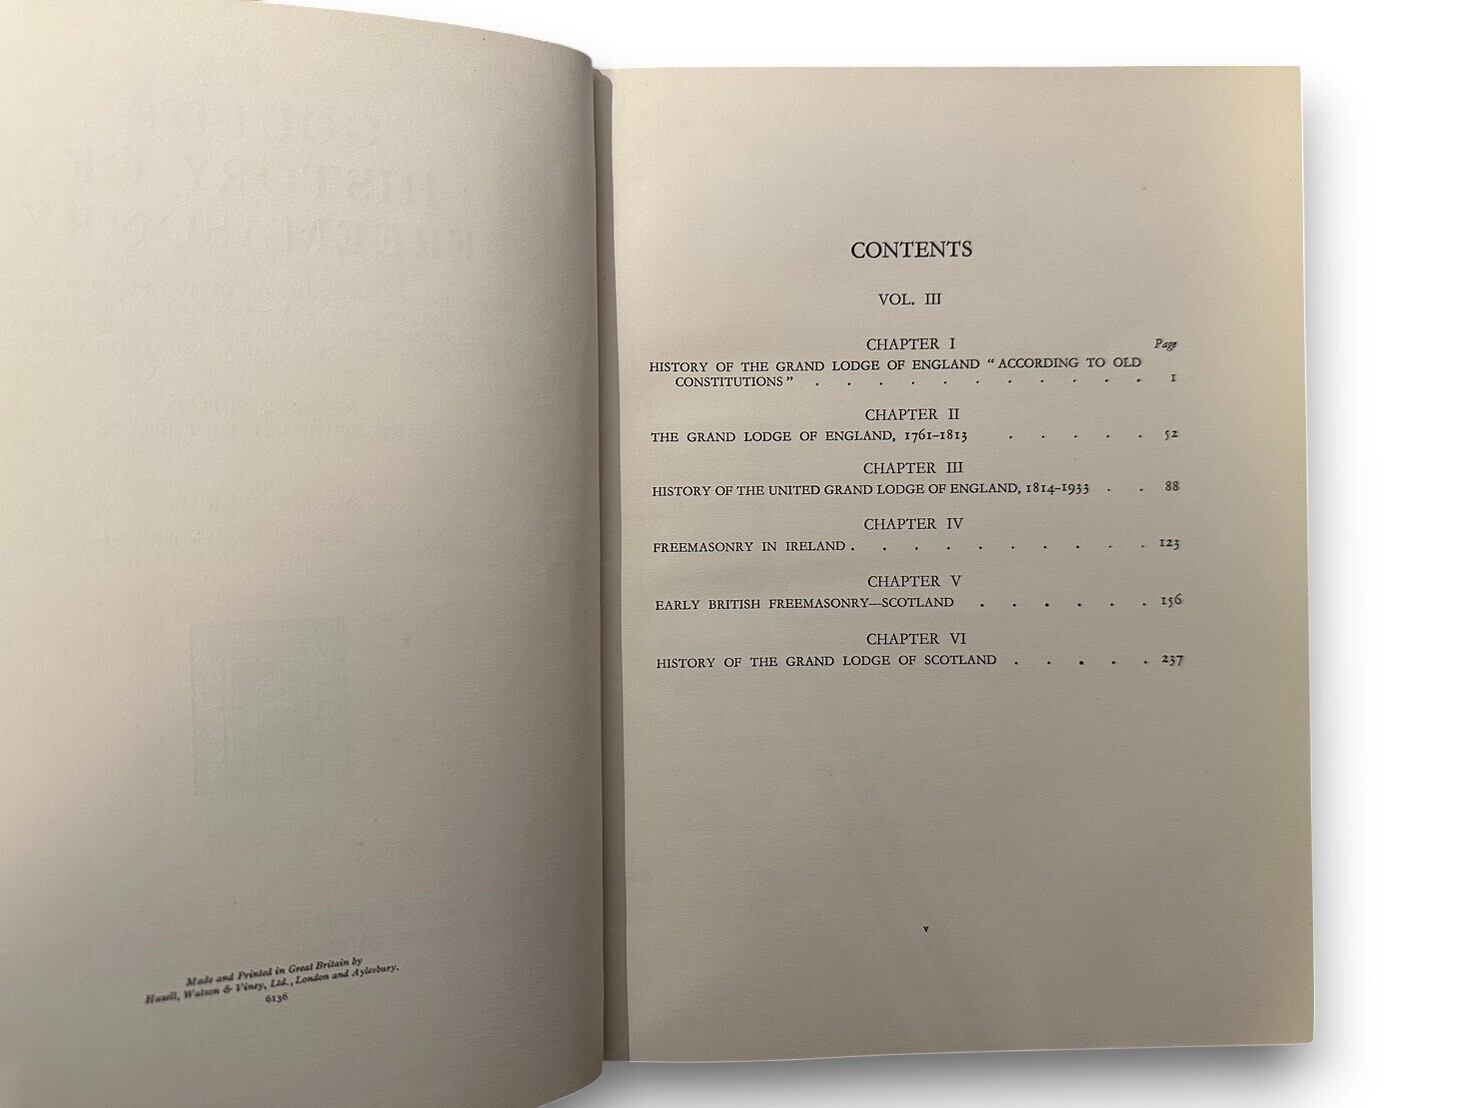 Made and Printed in Great Britain by
Hazell, Watson & Viney, Ltd., London and Aylesbury.
6136
CONTENTS
VOL. III
CHAPTER I Page
HISTORY OF THE GRAND LODGE OF ENGLAND “ACCORDING TO OLD
CONSTITUTIONS” . . . . . . . . . . . 1
CHAPTER II
THE GRAND LODGE OF ENGLAND, 1761–1813 . . . . . 52
CHAPTER III
HISTORY OF THE UNITED GRAND LODGE OF ENGLAND, 1814–1933 . . 88
CHAPTER IV
FREEMASONRY IN IRELAND . . . . . . . . . . 123
CHAPTER V
EARLY BRITISH FREEMASONRY—SCOTLAND . . . . . . 156
CHAPTER VI
HISTORY OF THE GRAND LODGE OF SCOTLAND . . . . . 237
v